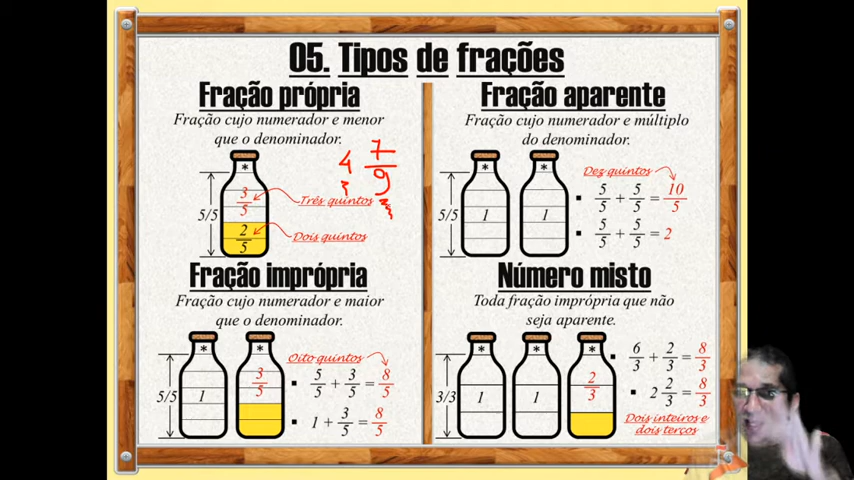 05. Tipos de frações
Fração própria
Fração cujo numerador e menor
que o denominador.
4 7/9
*
5/5
3/5
Três quintos
2/5
Dois quintos
Fração aparente
Fração cujo numerador e múltiplo
do denominador.
* *
Dez quintos
5/5
1 1
▪ 5/5 + 5/5 = 10/5
▪ 5/5 + 5/5 = 2
Fração imprópria
Fração cujo numerador e maior
que o denominador.
* *
Oito quintos
5/5
1 3/5
▪ 5/5 + 3/5 = 8/5
▪ 1 + 3/5 = 8/5
Número misto
Toda fração imprópria que não
seja aparente.
* * *
3/3
1 1 2/3
▪ 6/3 + 2/3 = 8/3
▪ 2 2/3 = 8/3
Dois inteiros e
dois terços